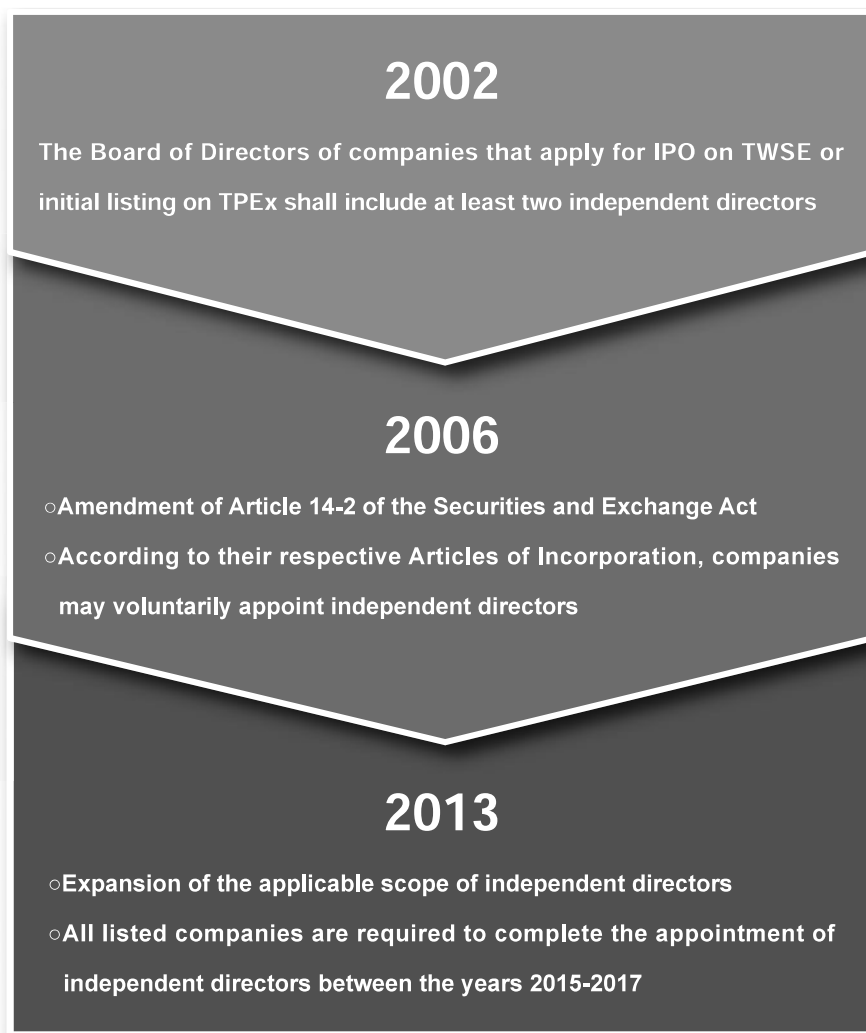 2002
The Board of Directors of companies that apply for IPO on TWSE or
initial listing on TPEx shall include at least two independent directors
2006
○Amendment of Article 14-2 of the Securities and Exchange Act
○According to their respective Articles of Incorporation, companies
may voluntarily appoint independent directors
2013
○Expansion of the applicable scope of independent directors
○All listed companies are required to complete the appointment of
independent directors between the years 2015-2017